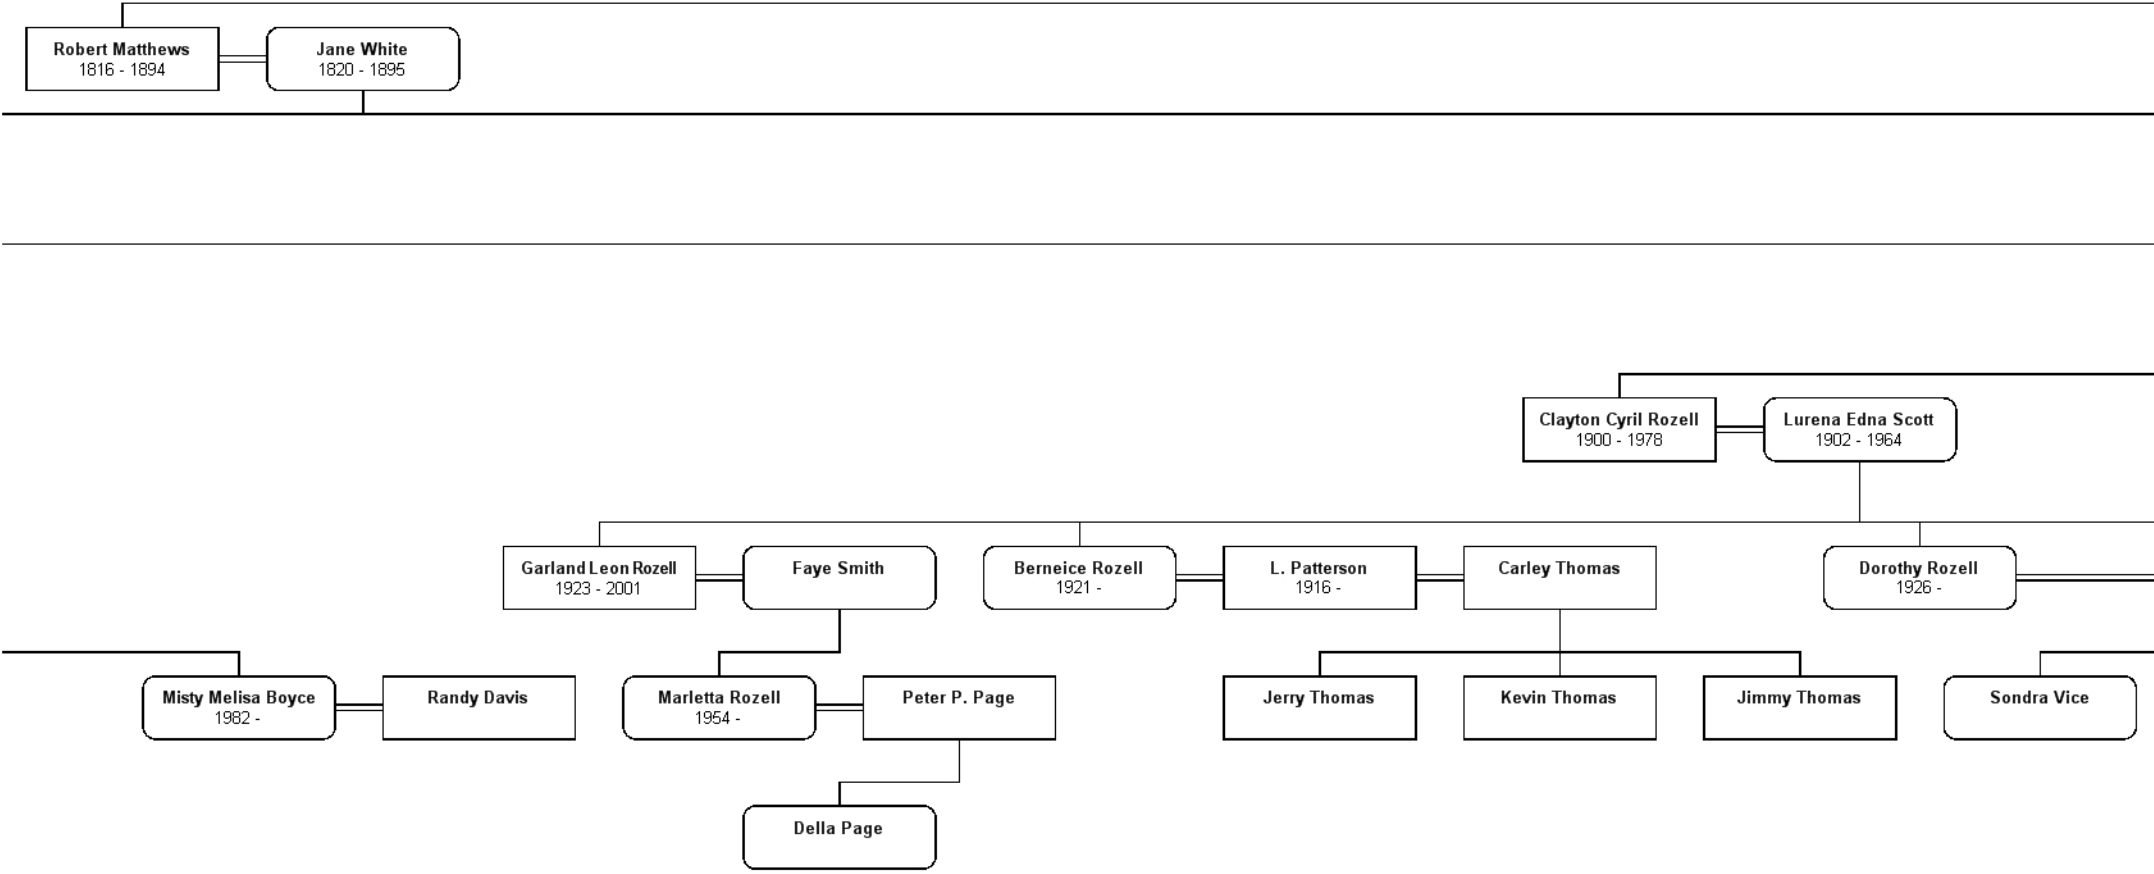 Robert Matthews
1816 - 1894
Jane White
1820 - 1895
Clayton Cyril Rozell
1900 - 1978
Lurena Edna Scott
1902 - 1964
Garland Leon Rozell
1923 - 2001
Faye Smith
Berneice Rozell
1921 -
L. Patterson
1916 -
Carley Thomas
Dorothy Rozell
1926 -
Misty Melisa Boyce
1982 -
Randy Davis
Marletta Rozell
1954 -
Peter P. Page
Jerry Thomas
Kevin Thomas
Jimmy Thomas
Sondra Vice
Della Page